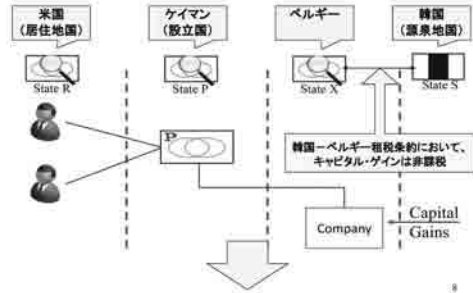 米国
(居住地国)
ケイマン
(設立国)
ベルギー
韓国
(源泉地国)
State R
State P
State X
State S
P
韓国－ベルギー租税条約において、
キャピタル・ゲインは非課税
Company
Capital
Gains
8